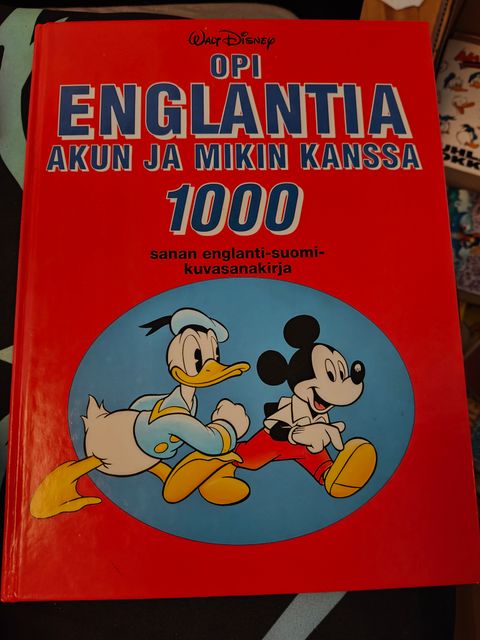 Walt Disney
OPI
ENGLANTIA
AKUN JA MIKIN KANSSA
1000
sanan englanti-suomi-
kuvasanakirja